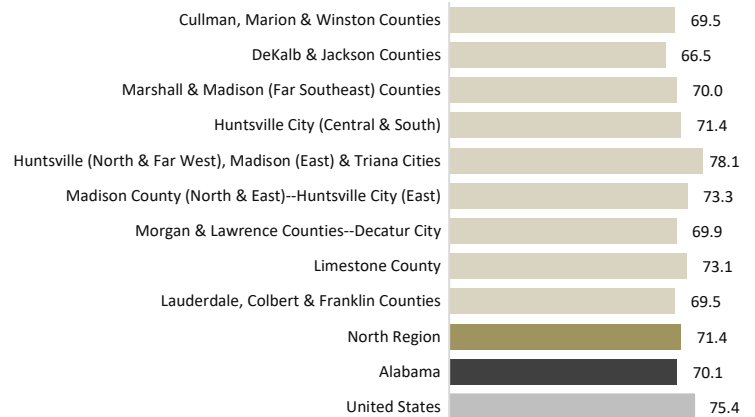 Cullman, Marion & Winston Counties 69.5
DeKalb & Jackson Counties 66.5
Marshall & Madison (Far Southeast) Counties 70.0
Huntsville City (Central & South) 71.4
Huntsville (North & Far West), Madison (East) & Triana Cities 78.1
Madison County (North & East)--Huntsville City (East) 73.3
Morgan & Lawrence Counties--Decatur City 69.9
Limestone County 73.1
Lauderdale, Colbert & Franklin Counties 69.5
North Region 71.4
Alabama 70.1
United States 75.4